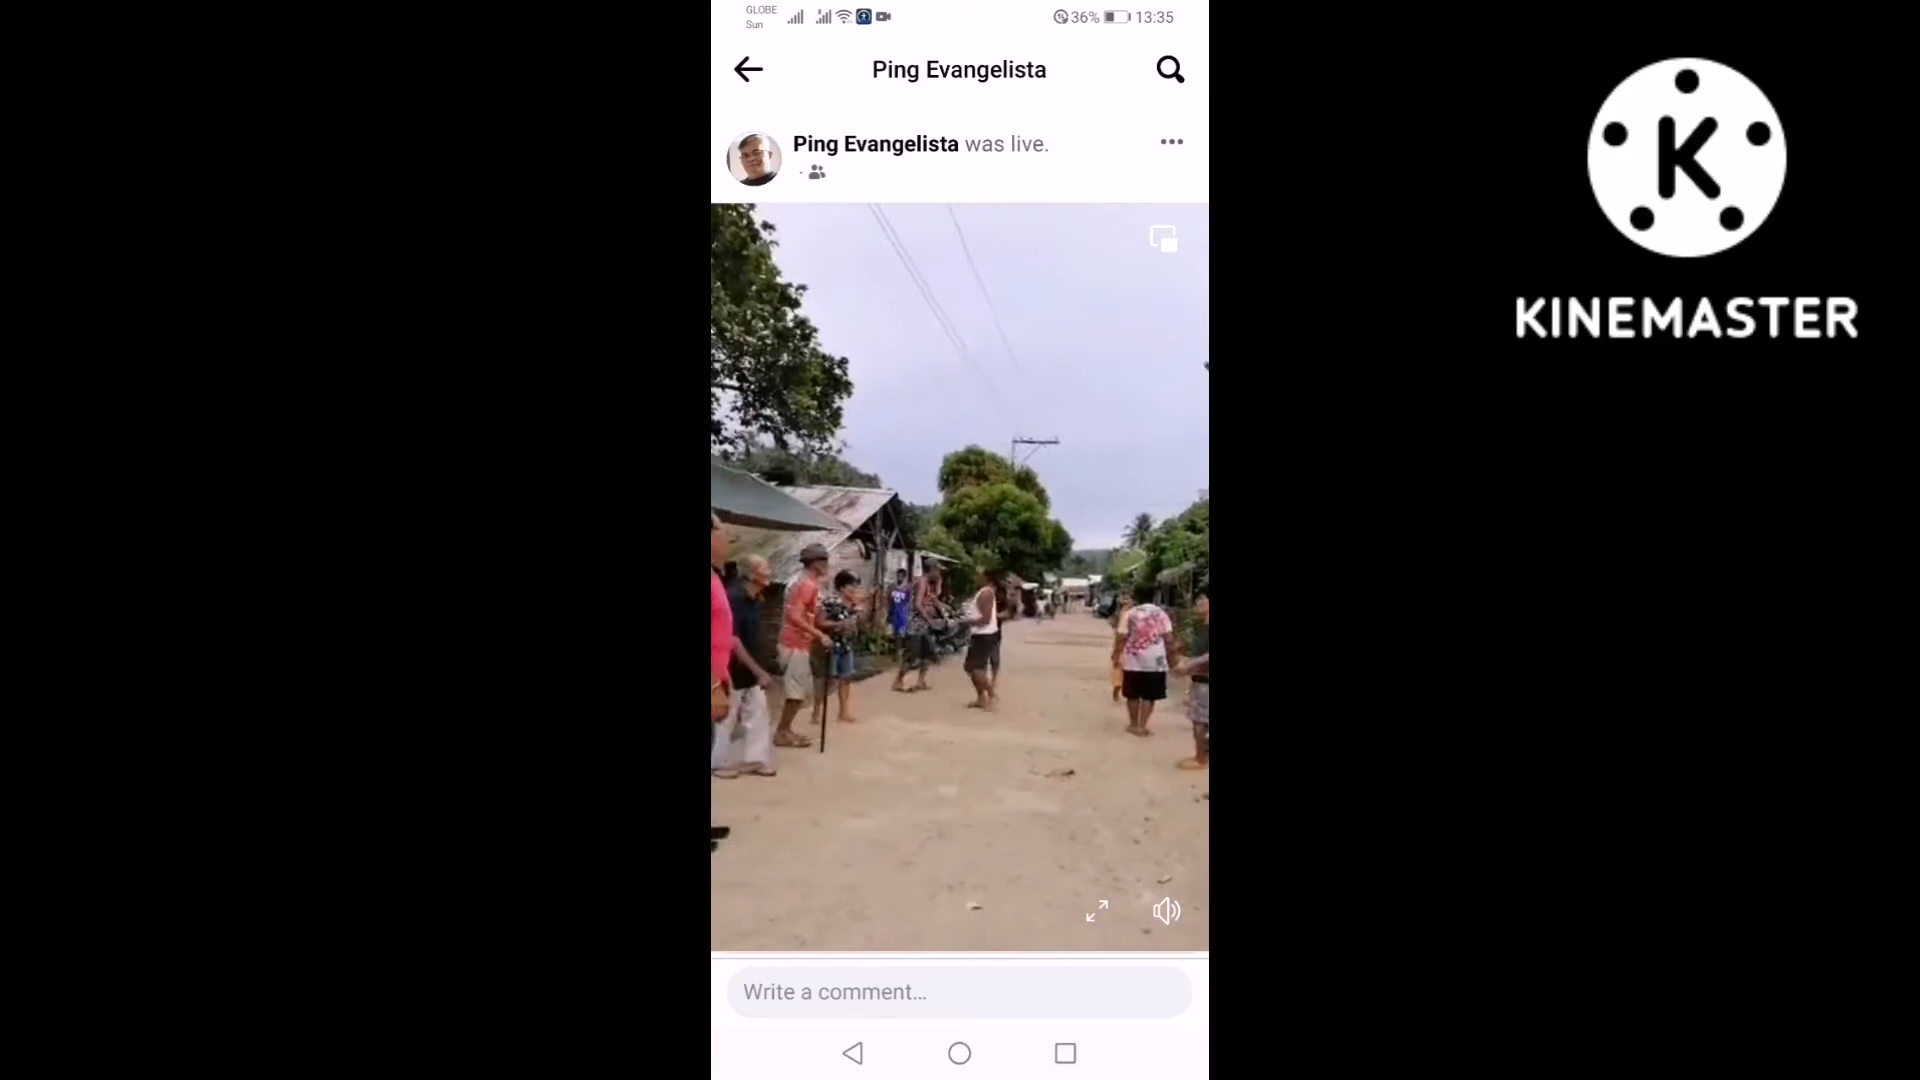 GLOBE
Sun
36% 13:35
Ping Evangelista
Ping Evangelista was live.
Write a comment...
K
KINEMASTER